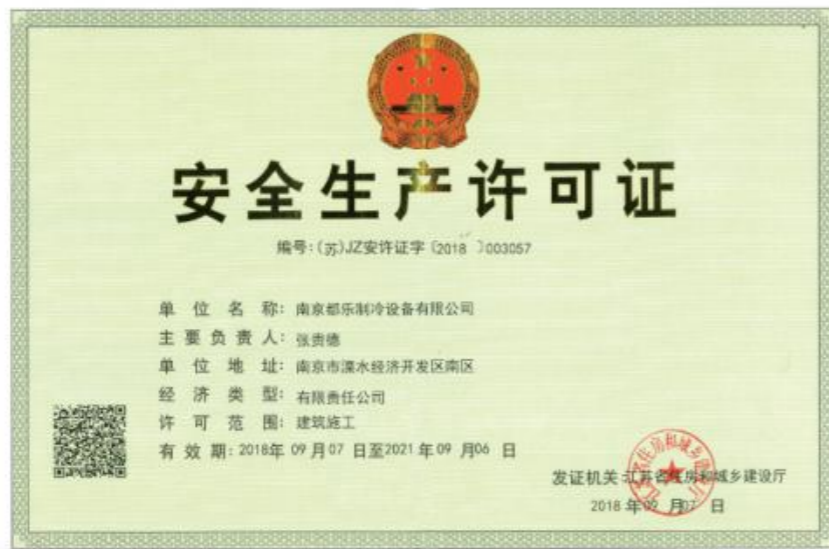 安全生产许可证
编号:(苏)JZ安许证字〔2018 〕003057
单位名称: 南京都乐制冷设备有限公司
主要负责人: 张贵德
单位地址: 南京市溧水经济开发区南区
经济类型: 有限责任公司
许可范围: 建筑施工
有效期: 2018年 09 月 07 日至2021 年 09 月06 日
发证机关:江苏省住房和城乡建设厅
2018 年09 月07 日